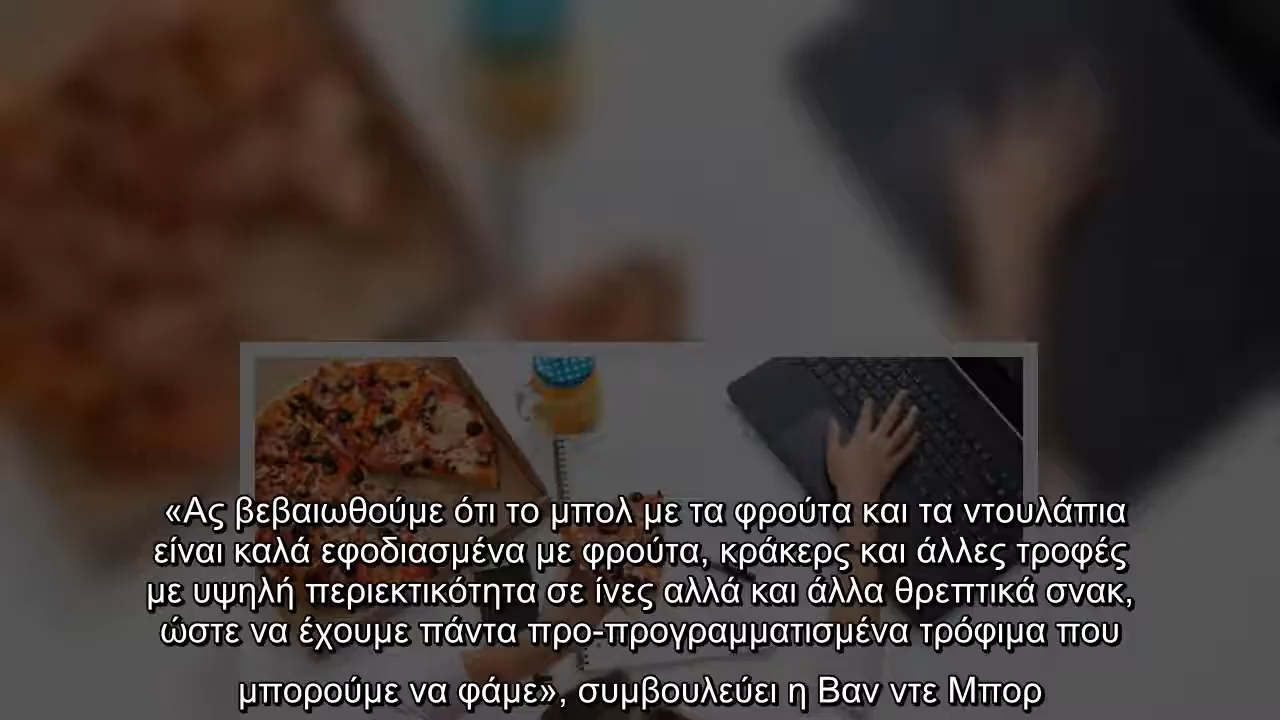 «Ας βεβαιωθούμε ότι το μπολ με τα φρούτα και τα ντουλάπια
είναι καλά εφοδιασμένα με φρούτα, κράκερς και άλλες τροφές
με υψηλή περιεκτικότητα σε ίνες αλλά και άλλα θρεπτικά σνακ,
ώστε να έχουμε πάντα προ-προγραμματισμένα τρόφιμα που
μπορούμε να φάμε», συμβουλεύει η Βαν ντε Μπορ